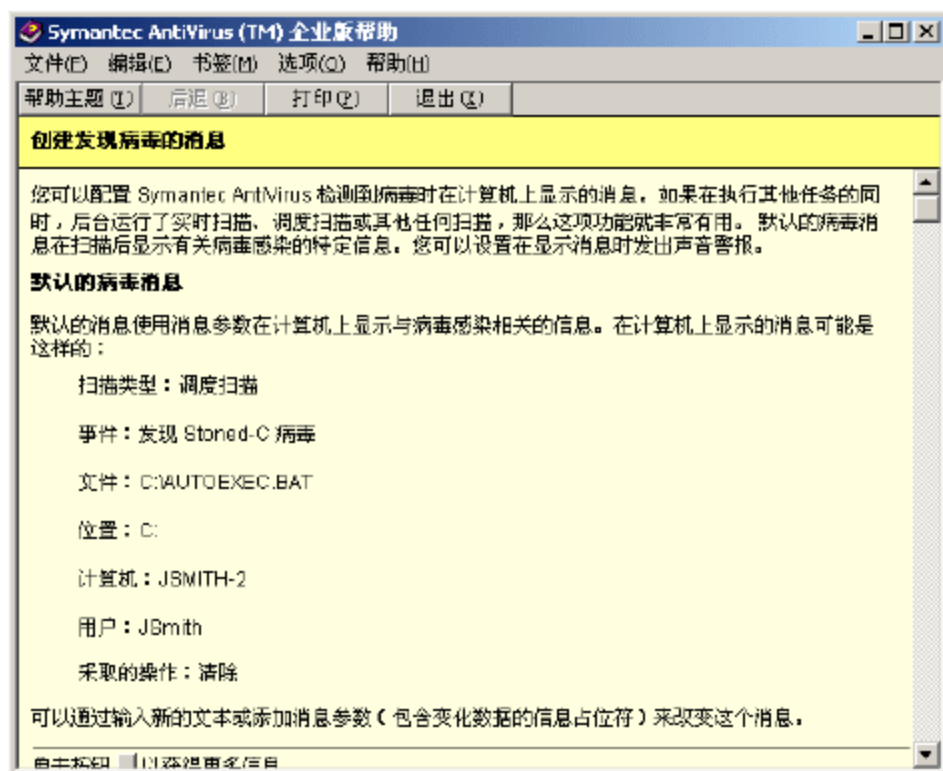 Symantec AntiVirus (TM) 企业版帮助
文件(F) 编辑(E) 书签(M) 选项(O) 帮助(H)
帮助主题(T) 后退(B) 打印(P) 退出(X)
创建发现病毒的消息
您可以配置 Symantec AntiVirus 检测到病毒时在计算机上显示的消息。如果在执行其他任务的同
时，后台运行了实时扫描、调度扫描或其他任何扫描，那么这项功能就非常有用。 默认的病毒消
息在扫描后显示有关病毒感染的特定信息。您可以设置在显示消息时发出声音警报。
默认的病毒消息
默认的消息使用消息参数在计算机上显示与病毒感染相关的信息。在计算机上显示的消息可能是
这样的：
扫描类型：调度扫描
事件：发现 Stoned-C 病毒
文件：C:\AUTOEXEC.BAT
位置：C:
计算机：JSMITH-2
用户：JSmith
采取的操作：清除
可以通过输入新的文本或添加消息参数（包含变化数据的信息占位符）来改变这个消息。
单击按钮 以获得更多信息